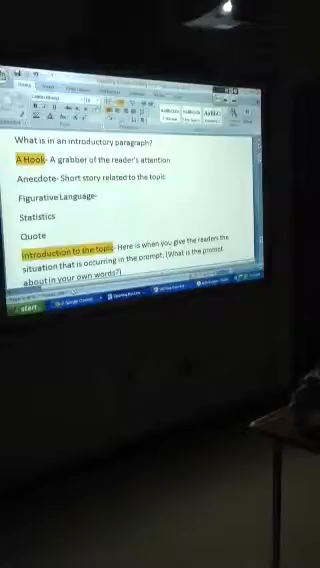 What is in an introductory paragraph?
A Hook- A grabber of the reader's attention
Anecdote- Short story related to the topic
Figurative Language-
Statistics
Quote
Introduction to the topic- Here is when you give the readers the
situation that is occurring in the prompt. (What is the prompt
about in your own words?)
start